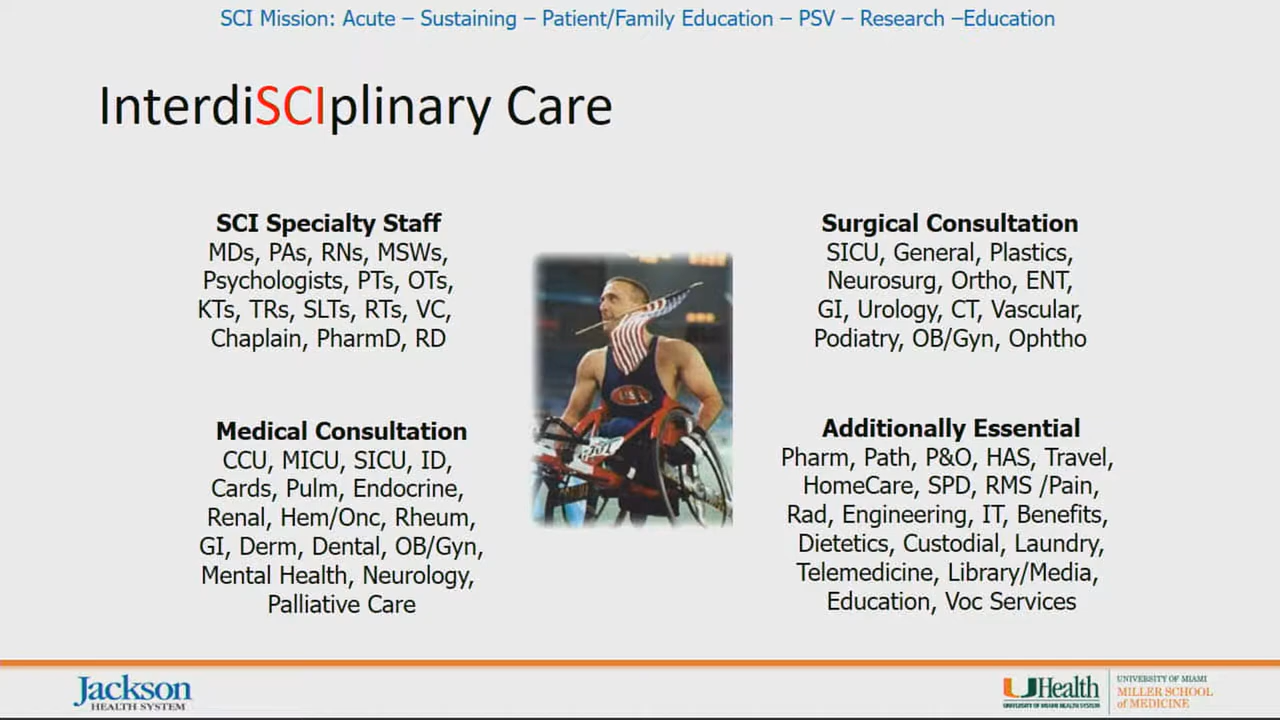 SCI Mission: Acute – Sustaining – Patient/Family Education – PSV – Research –Education
InterdiSCIplinary Care
SCI Specialty Staff
MDs, PAs, RNs, MSWs,
Psychologists, PTs, OTs,
KTs, TRs, SLTs, RTs, VC,
Chaplain, PharmD, RD
Medical Consultation
CCU, MICU, SICU, ID,
Cards, Pulm, Endocrine,
Renal, Hem/Onc, Rheum,
GI, Derm, Dental, OB/Gyn,
Mental Health, Neurology,
Palliative Care
USA
Surgical Consultation
SICU, General, Plastics,
Neurosurg, Ortho, ENT,
GI, Urology, CT, Vascular,
Podiatry, OB/Gyn, Ophtho
Additionally Essential
Pharm, Path, P&O, HAS, Travel,
HomeCare, SPD, RMS /Pain,
Rad, Engineering, IT, Benefits,
Dietetics, Custodial, Laundry,
Telemedicine, Library/Media,
Education, Voc Services
Jackson
HEALTH SYSTEM
UHealth
UNIVERSITY OF MIAMI HEALTH SYSTEM
UNIVERSITY OF MIAMI
MILLER SCHOOL
of MEDICINE